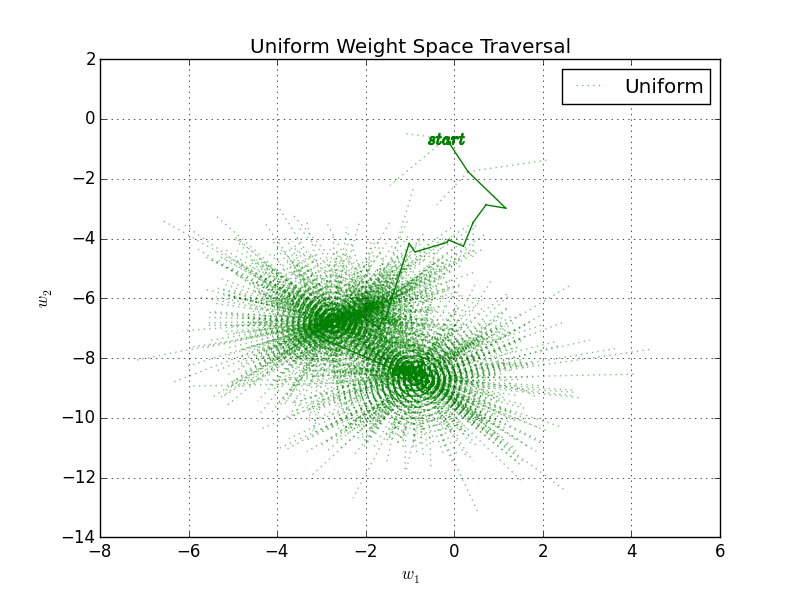 Uniform Weight Space Traversal
2
Uniform
0
start
−2
−4
−6
w₂
−8
−10
−12
−14
−8 −6 −4 −2 0 2 4 6
w₁